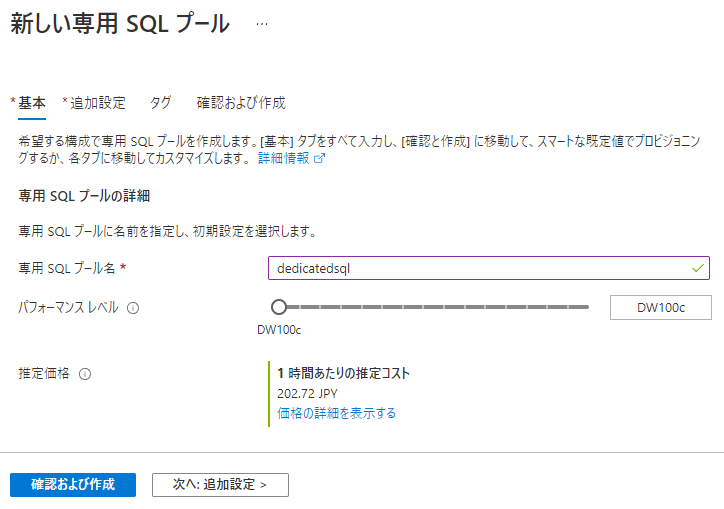 新しい専用 SQL プール ...
* 基本 * 追加設定 タグ 確認および作成
希望する構成で専用 SQL プールを作成します。[基本] タブをすべて入力し、[確認と作成] に移動して、スマートな既定値でプロビジョニン
グするか、各タブに移動してカスタマイズします。 詳細情報
専用 SQL プールの詳細
専用 SQL プールに名前を指定し、初期設定を選択します。
専用 SQL プール名 * dedicatedsql
パフォーマンス レベル DW100c
DW100c
推定価格 1 時間あたりの推定コスト
202.72 JPY
価格の詳細を表示する
確認および作成 次へ: 追加設定 >